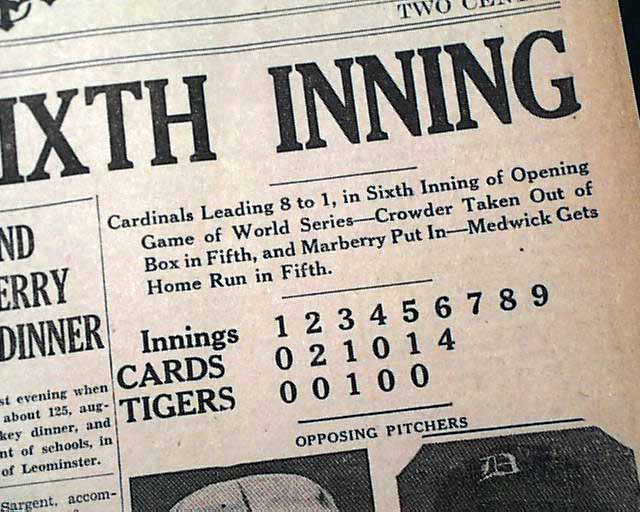 TWO CEN
IXTH INNING
Cardinals Leading 8 to 1, in Sixth Inning of Opening
Game of World Series—Crowder Taken Out of
Box in Fifth, and Marberry Put In—Medwick Gets
Home Run in Fifth.
Innings 1 2 3 4 5 6 7 8 9
CARDS 0 2 1 0 1 4
TIGERS 0 0 1 0 0
OPPOSING PITCHERS
D
ND
ERRY
DINNER
st evening when
about 125, aug-
key dinner, and
nt of schools, in
of Leominster.
Sargent, accom-